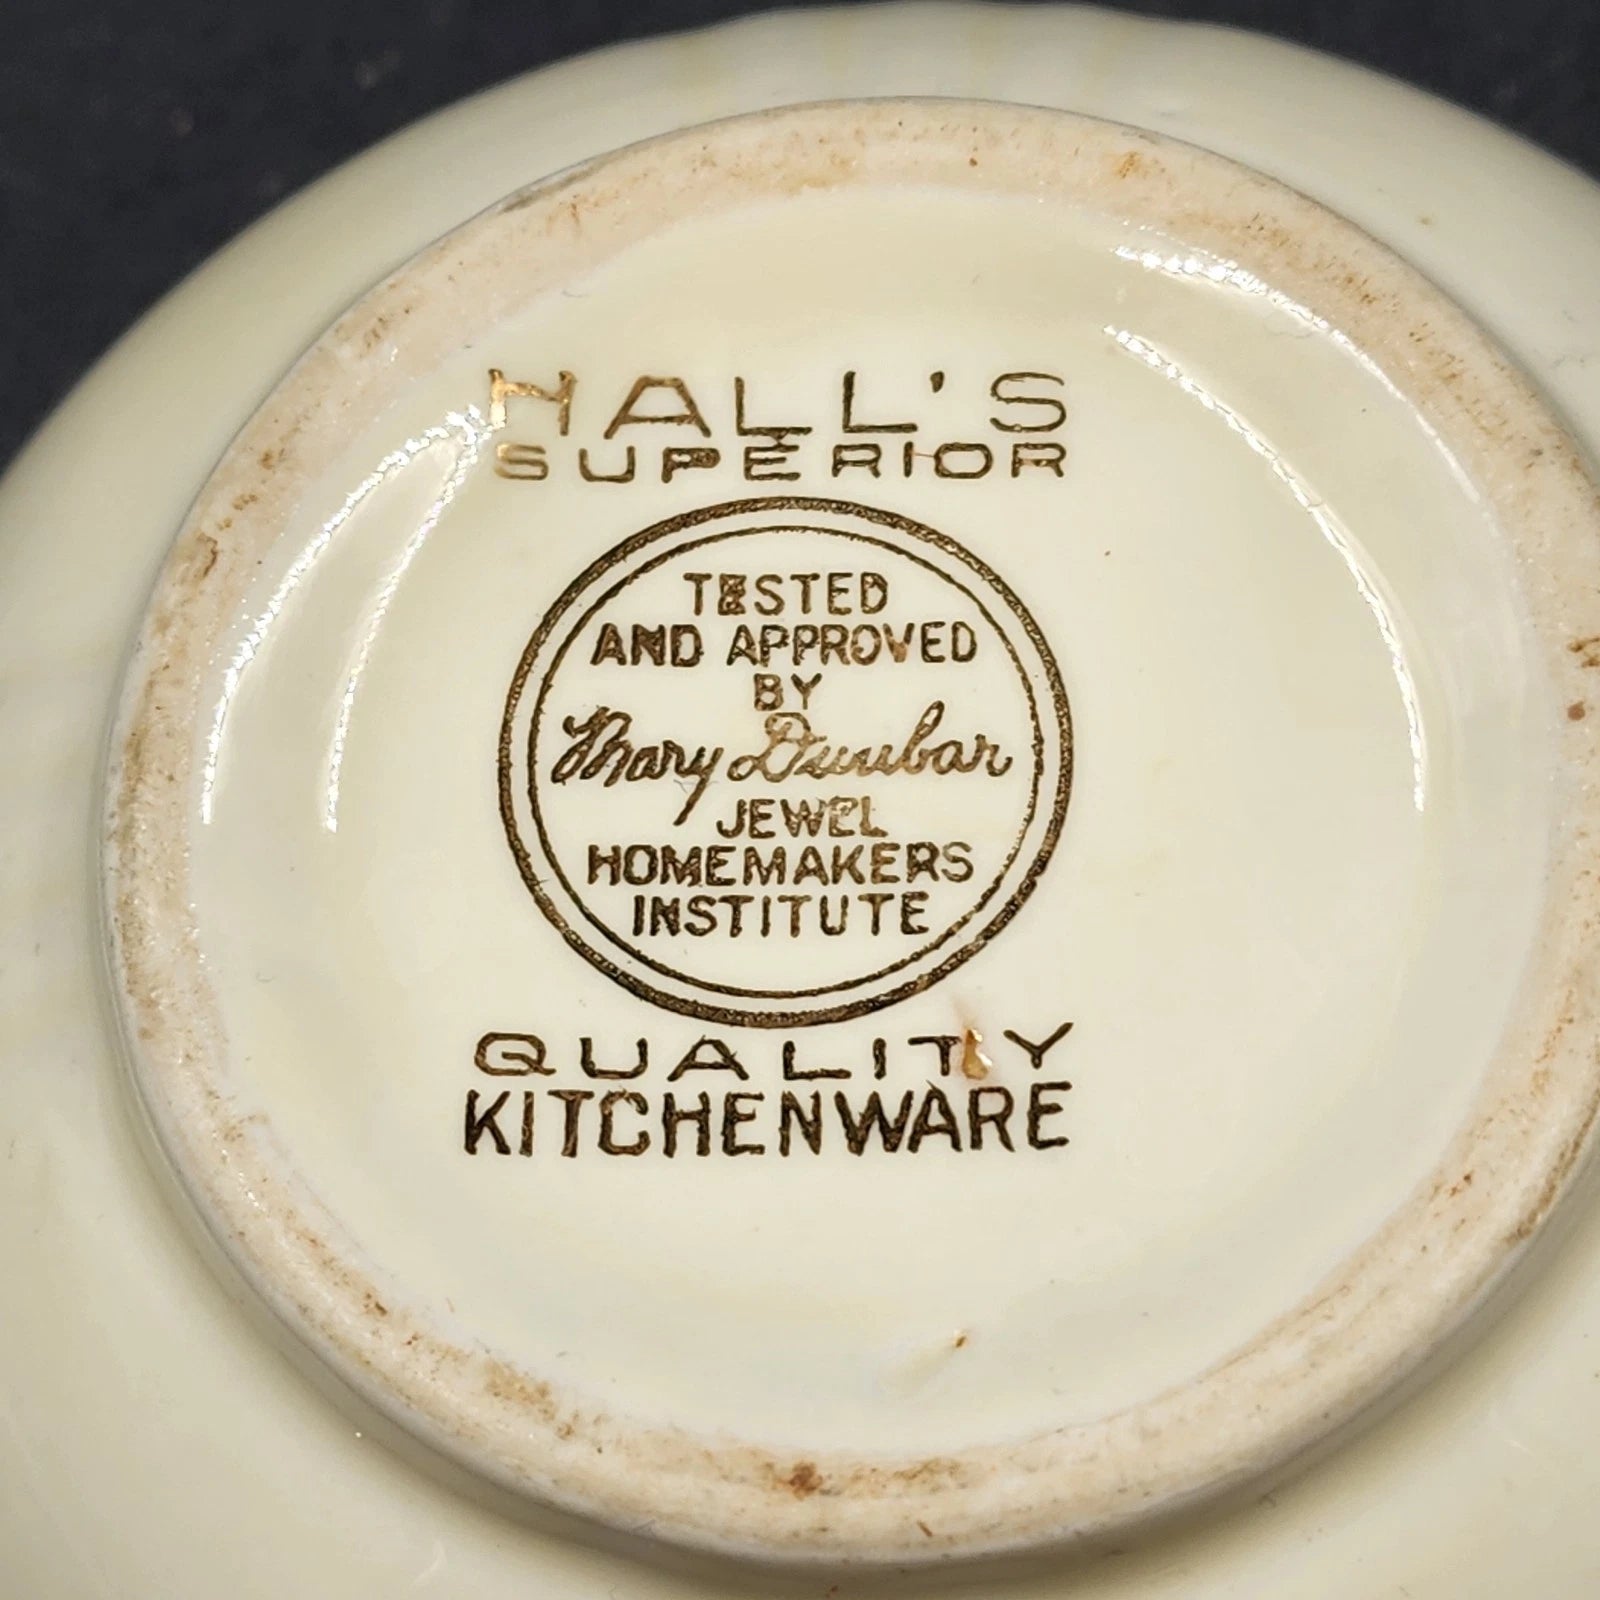 HALL'S
SUPERIOR
TESTED
AND APPROVED
BY
Mary Dunbar
JEWEL
HOMEMAKERS
INSTITUTE
QUALITY
KITCHENWARE